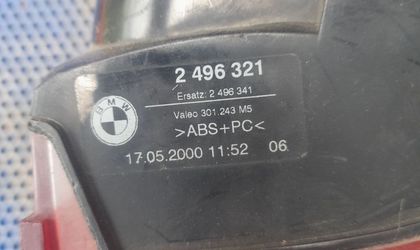 2 496 321
Ersatz: 2 496 341
BMW
Valeo 301.243 M5
>ABS+PC<
17.05.2000 11:52 06